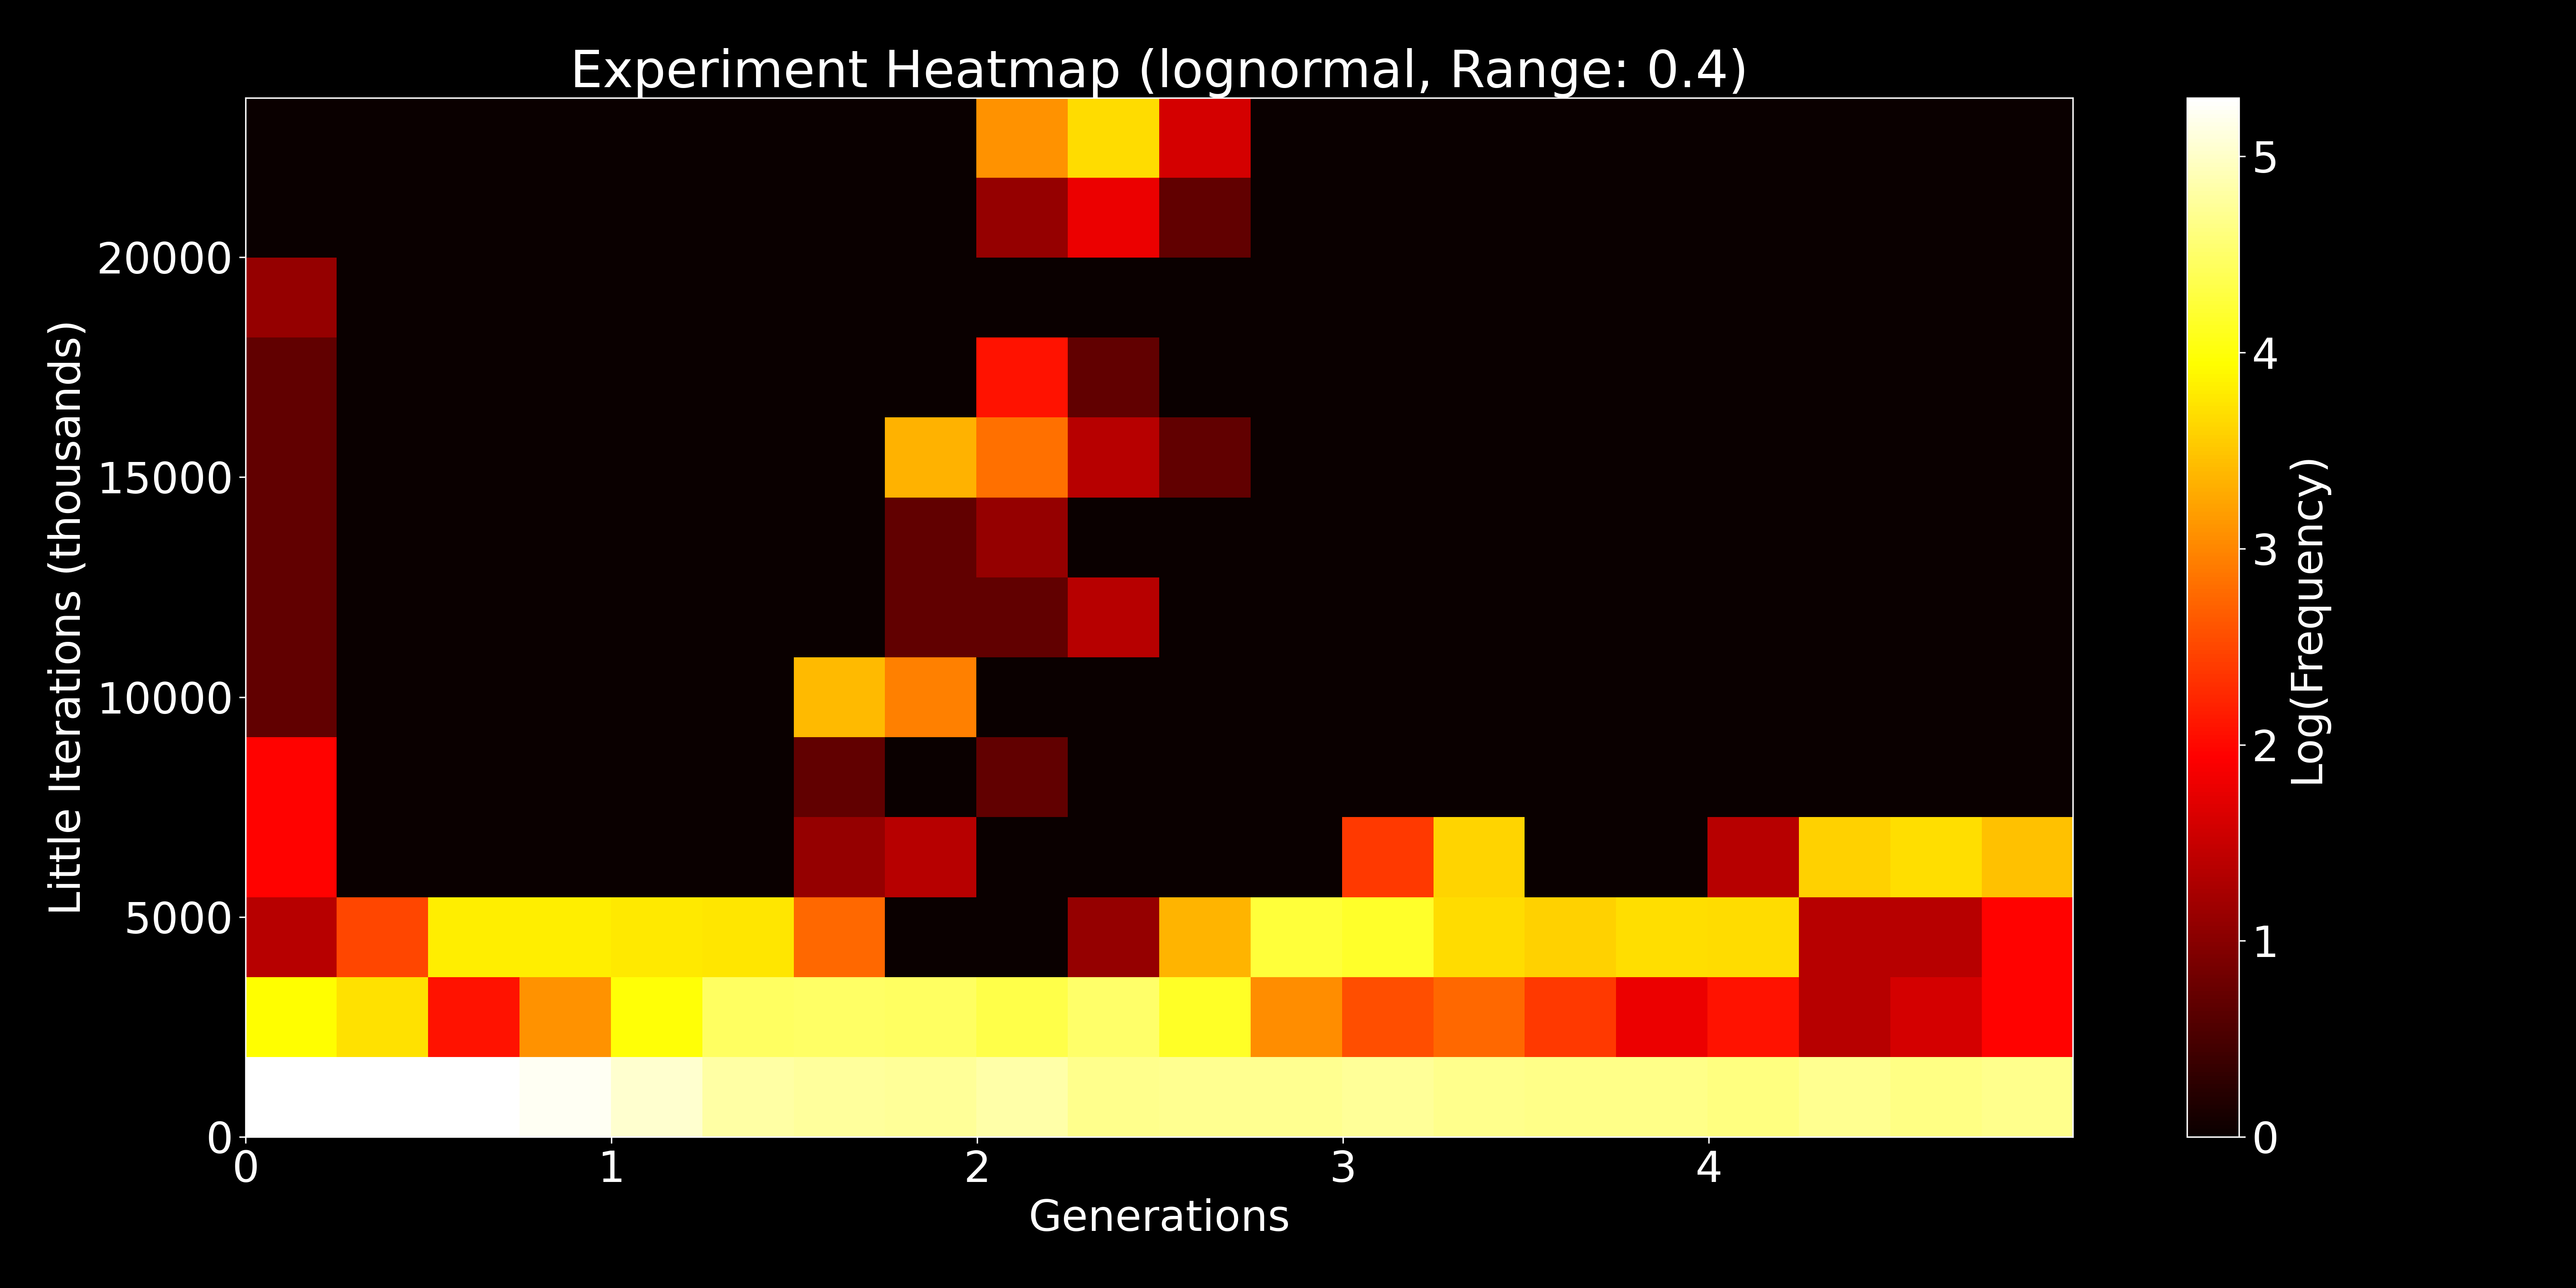 Experiment Heatmap (lognormal, Range: 0.4)
Little Iterations (thousands)
20000
15000
10000
5000
0
0 1 2 3 4
Generations
5
4
3
2
1
0
Log(Frequency)